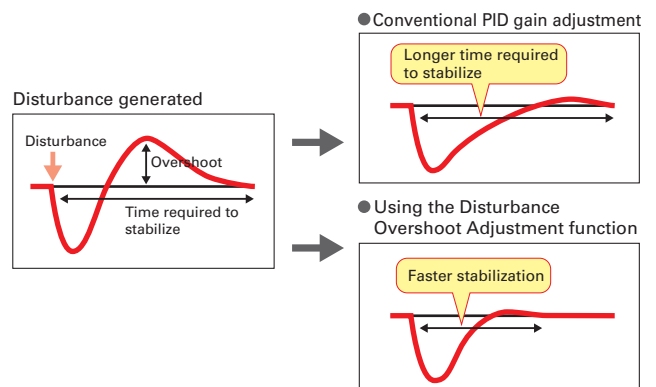 Disturbance generated
Disturbance
Overshoot
Time required to
stabilize
● Conventional PID gain adjustment
Longer time required
to stabilize
● Using the Disturbance
Overshoot Adjustment function
Faster stabilization